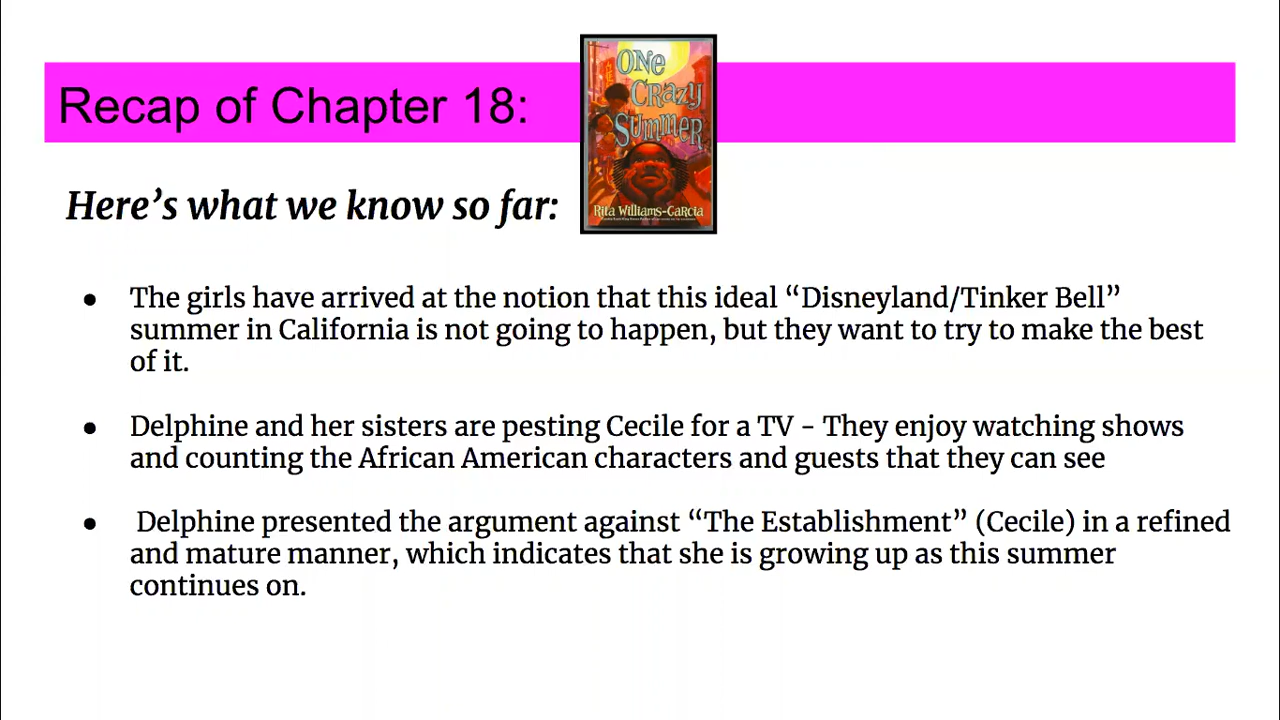 Recap of Chapter 18:
ONE
CRAZY
SUMMER
RITA WILLIAMS-GARCIA
Here’s what we know so far:
● The girls have arrived at the notion that this ideal “Disneyland/Tinker Bell”
summer in California is not going to happen, but they want to try to make the best
of it.
● Delphine and her sisters are pesting Cecile for a TV - They enjoy watching shows
and counting the African American characters and guests that they can see
● Delphine presented the argument against “The Establishment” (Cecile) in a refined
and mature manner, which indicates that she is growing up as this summer
continues on.